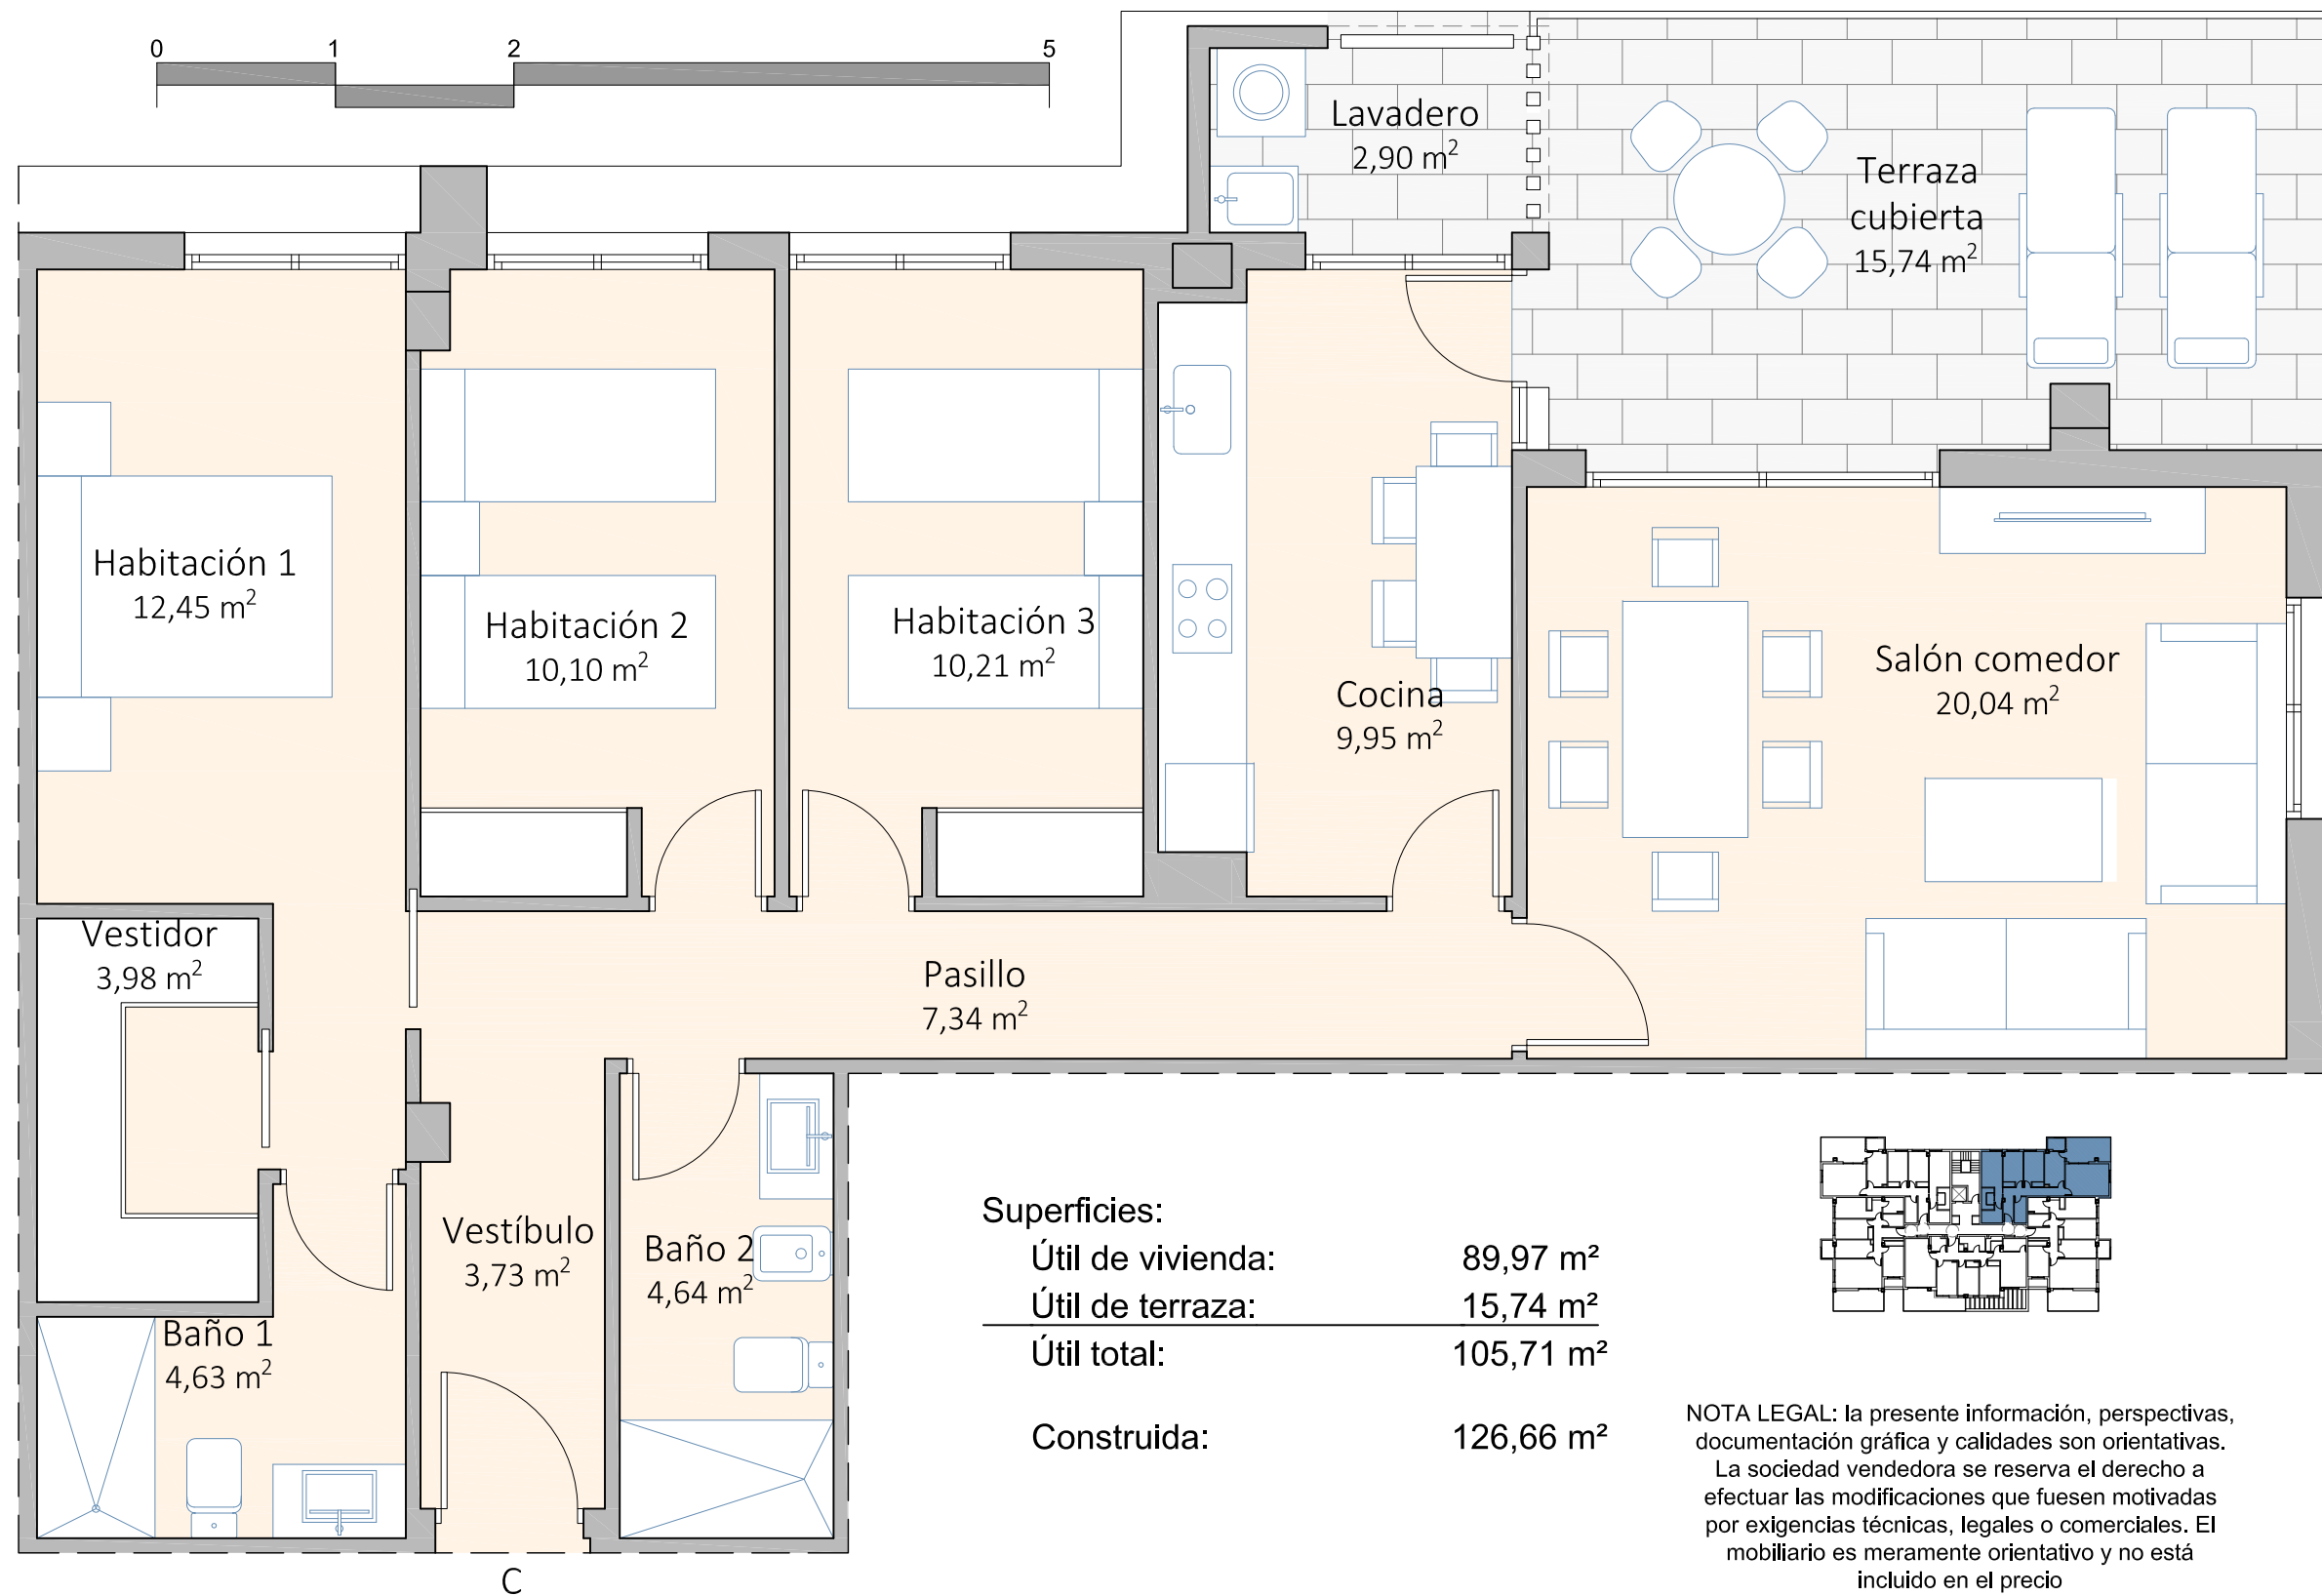 0 1 2 5
Lavadero
2,90 m²
Terraza
cubierta
15,74 m²
Habitación 1
12,45 m²
Habitación 2
10,10 m²
Habitación 3
10,21 m²
Cocina
9,95 m²
Salón comedor
20,04 m²
Vestidor
3,98 m²
Pasillo
7,34 m²
Vestíbulo
3,73 m²
Baño 2
4,64 m²
Baño 1
4,63 m²
C
Superficies:
Útil de vivienda: 89,97 m²
Útil de terraza: 15,74 m²
Útil total: 105,71 m²
Construida: 126,66 m²
NOTA LEGAL: la presente información, perspectivas,
documentación gráfica y calidades son orientativas.
La sociedad vendedora se reserva el derecho a
efectuar las modificaciones que fuesen motivadas
por exigencias técnicas, legales o comerciales. El
mobiliario es meramente orientativo y no está
incluido en el precio